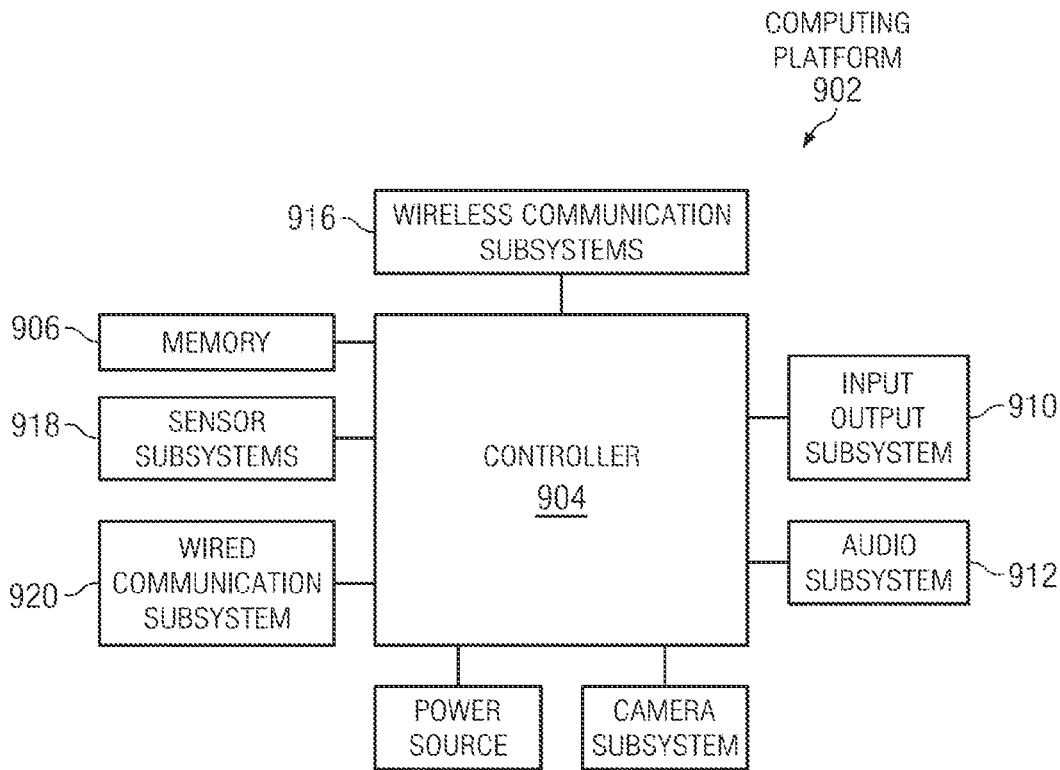 COMPUTING
PLATFORM
902
916
WIRELESS COMMUNICATION
SUBSYSTEMS
906
MEMORY
918
SENSOR
SUBSYSTEMS
920
WIRED
COMMUNICATION
SUBSYSTEM
CONTROLLER
904
INPUT
OUTPUT
SUBSYSTEM
910
AUDIO
SUBSYSTEM
912
POWER
SOURCE
CAMERA
SUBSYSTEM